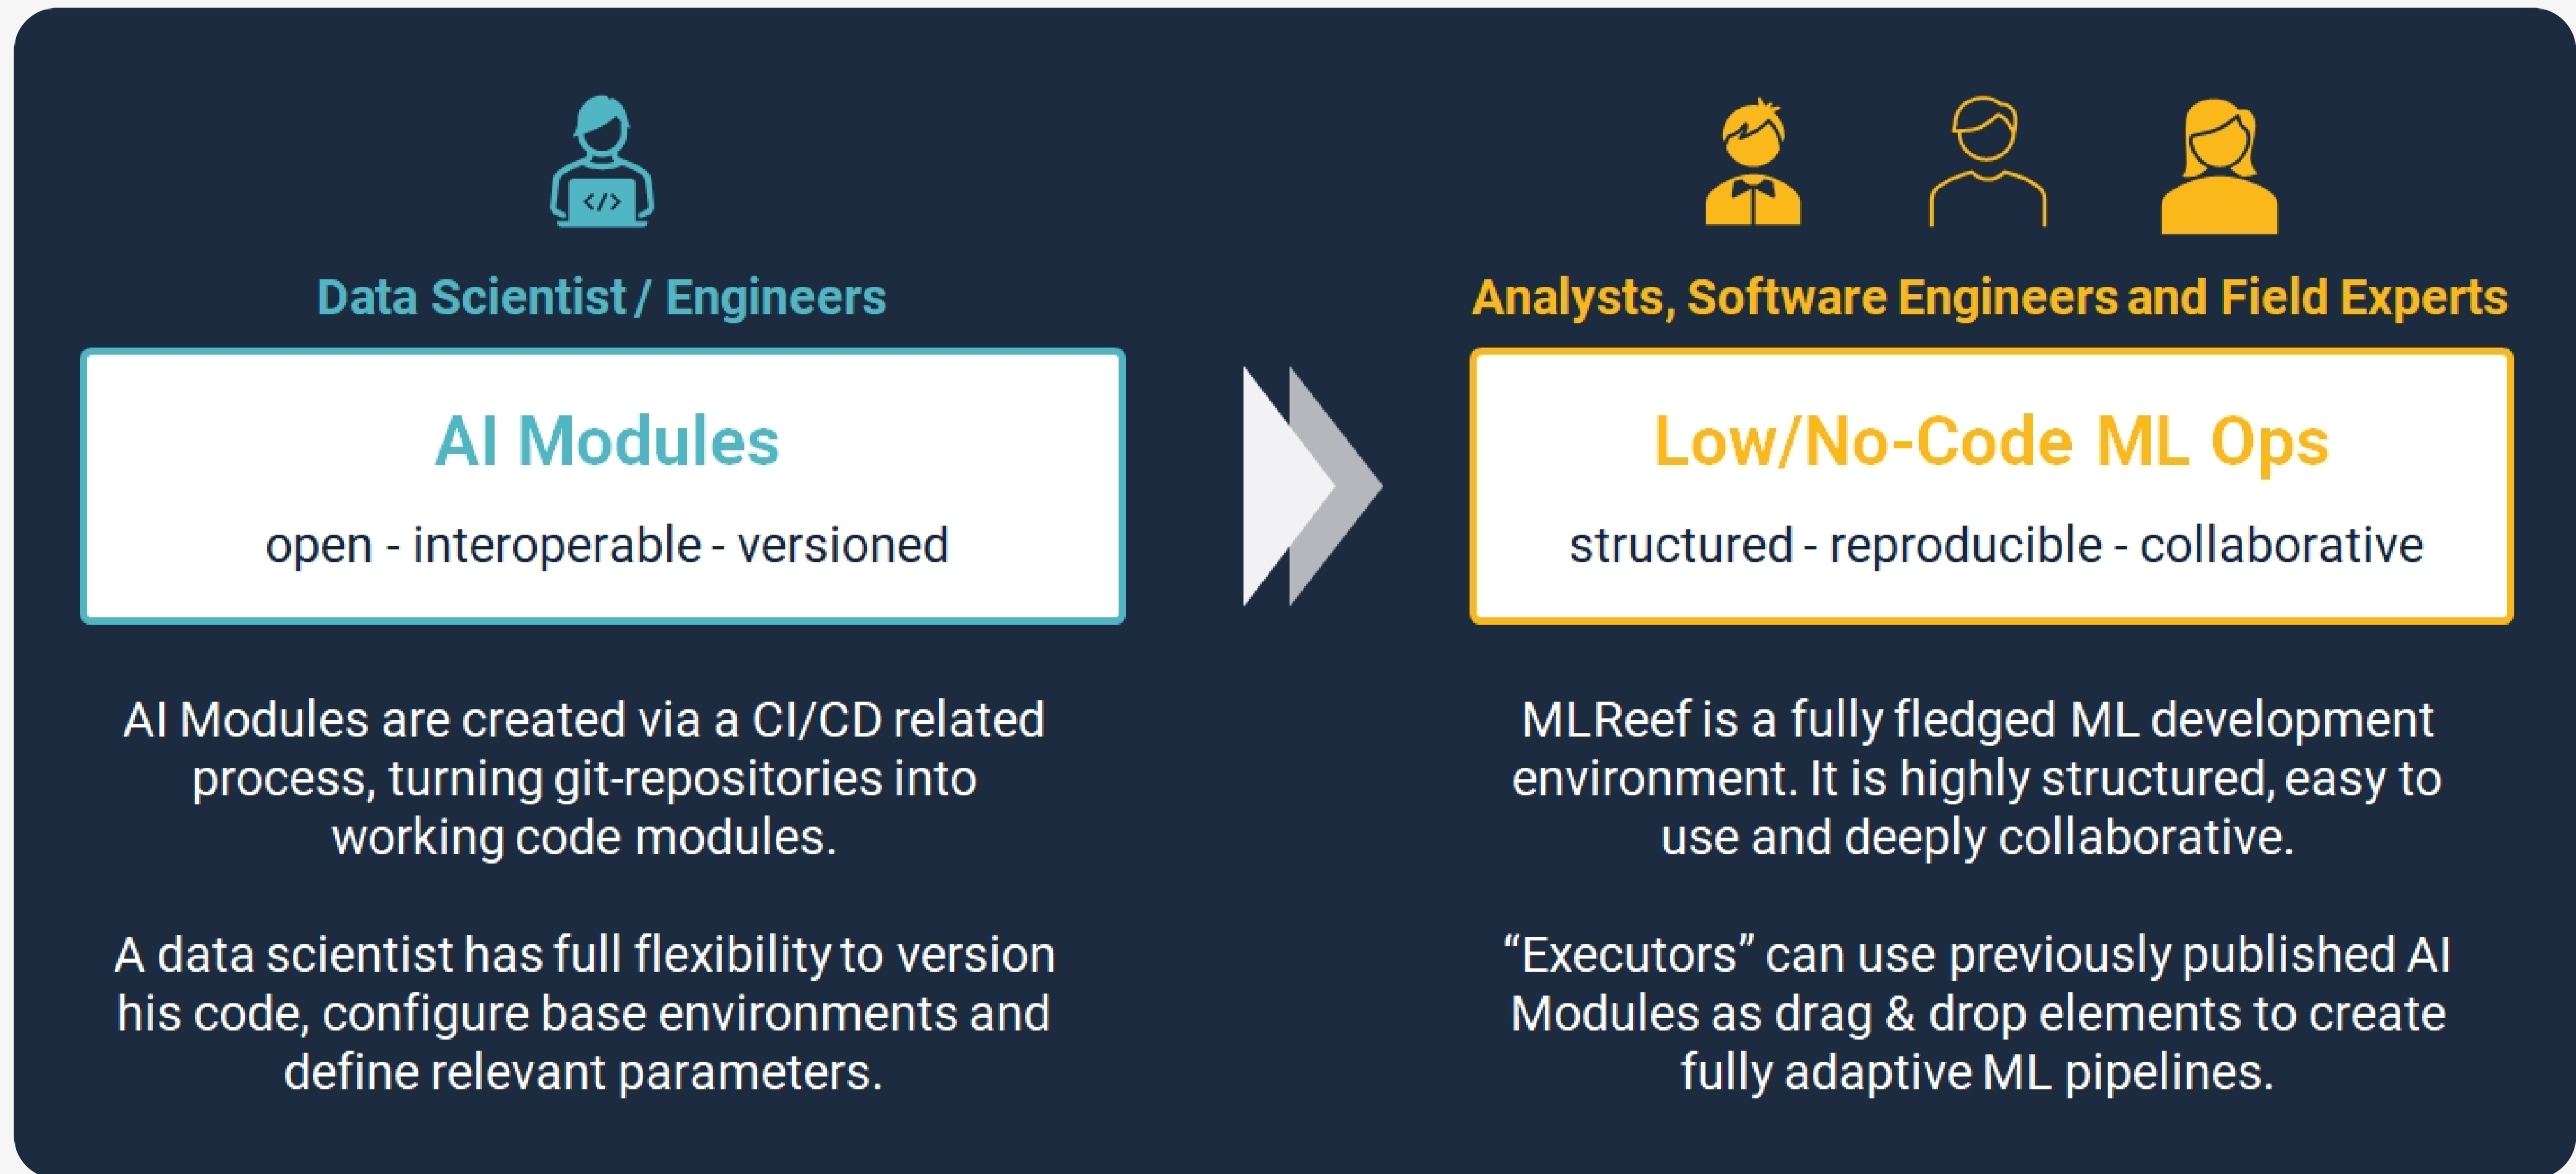 </>
Data Scientist / Engineers
AI Modules
open - interoperable - versioned
AI Modules are created via a CI/CD related
process, turning git-repositories into
working code modules.
A data scientist has full flexibility to version
his code, configure base environments and
define relevant parameters.
Analysts, Software Engineers and Field Experts
Low/No-Code ML Ops
structured - reproducible - collaborative
MLReef is a fully fledged ML development
environment. It is highly structured, easy to
use and deeply collaborative.
“Executors” can use previously published AI
Modules as drag & drop elements to create
fully adaptive ML pipelines.